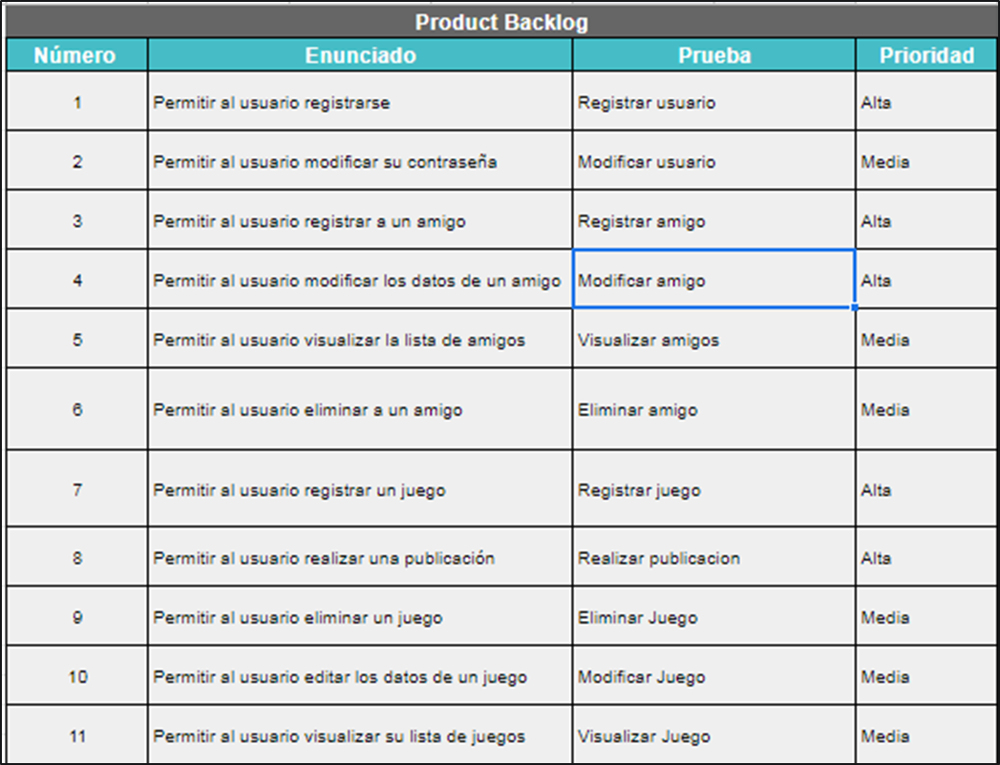 Product Backlog
Número Enunciado Prueba Prioridad
1 Permitir al usuario registrarse Registrar usuario Alta
2 Permitir al usuario modificar su contraseña Modificar usuario Media
3 Permitir al usuario registrar a un amigo Registrar amigo Alta
4 Permitir al usuario modificar los datos de un amigo Modificar amigo Alta
5 Permitir al usuario visualizar la lista de amigos Visualizar amigos Media
6 Permitir al usuario eliminar a un amigo Eliminar amigo Media
7 Permitir al usuario registrar un juego Registrar juego Alta
8 Permitir al usuario realizar una publicación Realizar publicacion Alta
9 Permitir al usuario eliminar un juego Eliminar Juego Media
10 Permitir al usuario editar los datos de un juego Modificar Juego Media
11 Permitir al usuario visualizar su lista de juegos Visualizar Juego Media